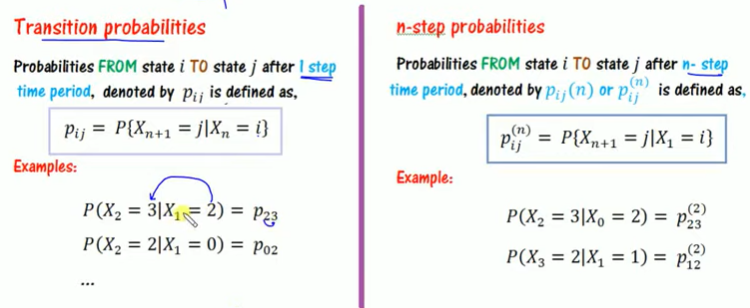 Transition probabilities
Probabilities FROM state i TO state j after 1 step
time period, denoted by p_{ij} is defined as,
p_{ij} = P{X_{n+1} = j|X_n = i}
Examples:
P(X_2 = 3|X_1 = 2) = p_{23}
P(X_2 = 2|X_1 = 0) = p_{02}
...
n-step probabilities
Probabilities FROM state i TO state j after n- step
time period, denoted by p_{ij}(n) or p_{ij}^{(n)} is defined as,
p_{ij}^{(n)} = P{X_{n+1} = j|X_1 = i}
Example:
P(X_2 = 3|X_0 = 2) = p_{23}^{(2)}
P(X_3 = 2|X_1 = 1) = p_{12}^{(2)}